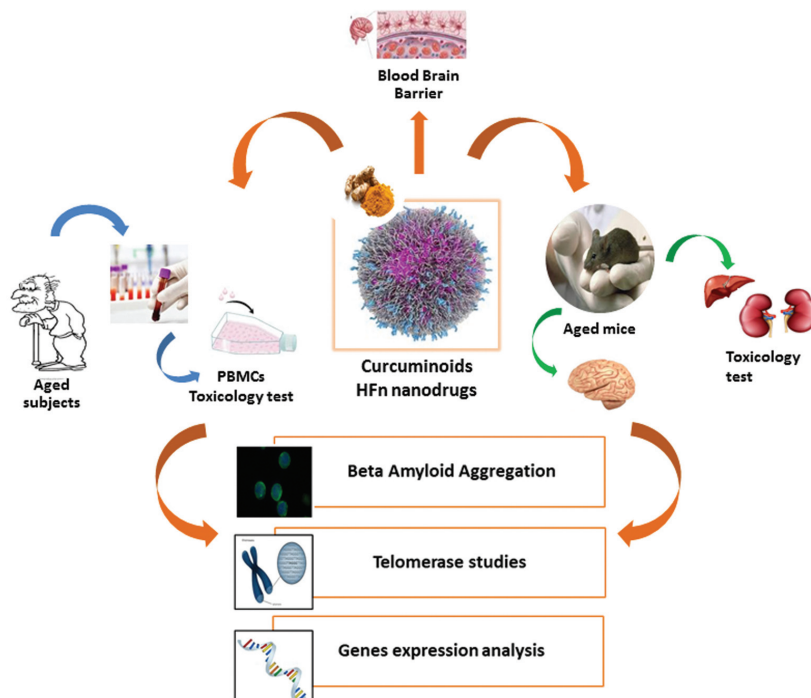 Blood Brain
Barrier
Aged
subjects
PBMCs
Toxicology test
Curcuminoids
HFn nanodrugs
Aged mice
Toxicology
test
Beta Amyloid Aggregation
Telomerase studies
Genes expression analysis